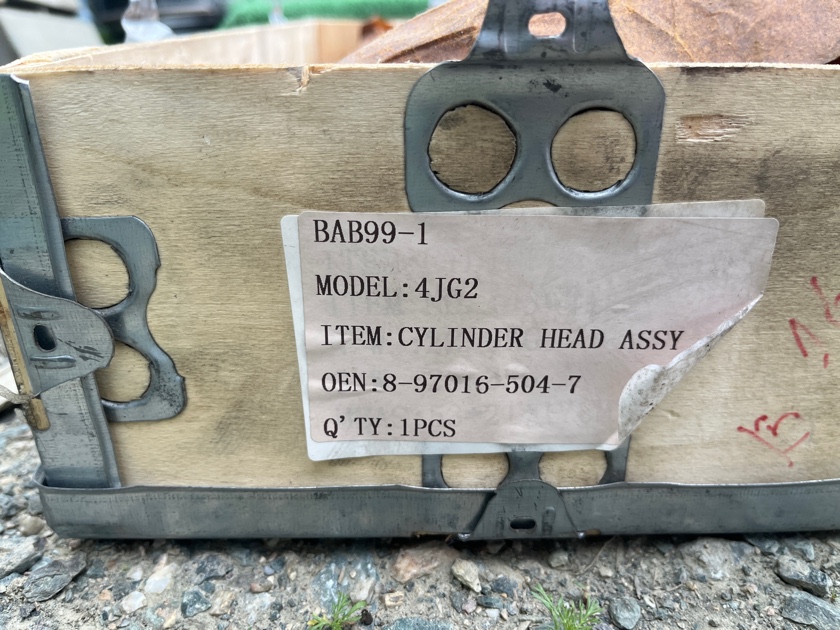 BAB99-1
MODEL:4JG2
ITEM:CYLINDER HEAD ASSY
OEN:8-97016-504-7
Q'TY:1PCS